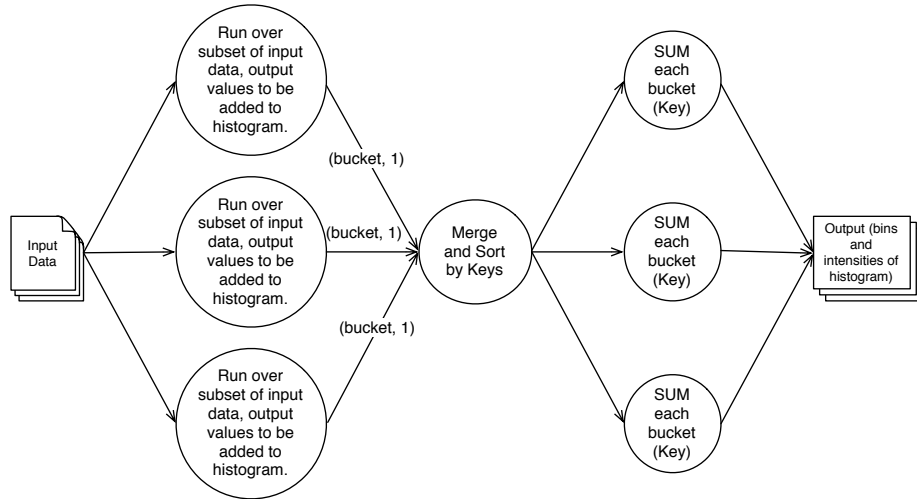 Run over
subset of input
data, output
values to be
added to
histogram.
SUM
each
bucket
(Key)
(bucket, 1)
Input
Data
Run over
subset of input
data, output
values to be
added to
histogram.
(bucket, 1)
Merge
and Sort
by Keys
SUM
each
bucket
(Key)
Output (bins
and
intensities of
histogram)
(bucket, 1)
Run over
subset of input
data, output
values to be
added to
histogram.
SUM
each
bucket
(Key)